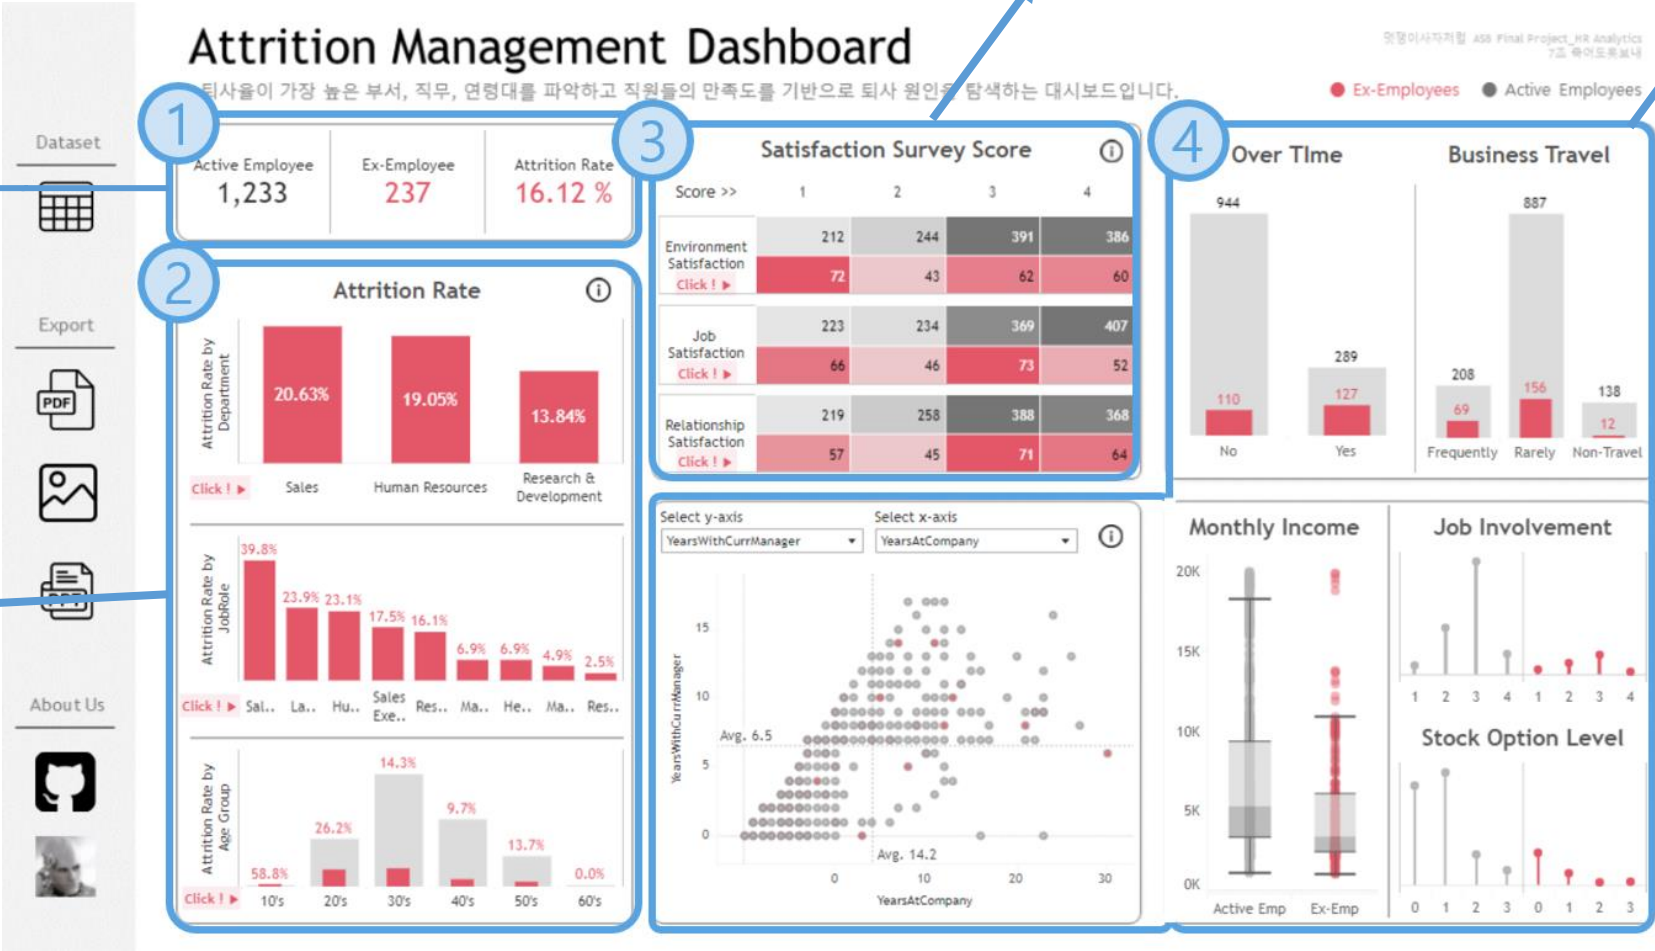 Attrition Management Dashboard
멋쟁이사자처럼 AS8 Final Project_HR Analytics
퇴사율이 가장 높은 부서, 직무, 연령대를 파악하고 직원들의 만족도를 기반으로 퇴사 원인을 탐색하는 대시보드입니다.
Ex-Employees Active Employees
Dataset
Export
PDF
PPT
About Us
1
Active Employee
1,233
Ex-Employee
237
Attrition Rate
16.12 %
2
Attrition Rate
Attrition Rate by
Department
20.63%
19.05%
13.84%
Click ! ▶
Sales
Human Resources
Research &
Development
Attrition Rate by
JobRole
39.8%
23.9% 23.1%
17.5% 16.1%
6.9% 6.9% 4.9% 2.5%
Click ! ▶ Sal.. La.. Hu.. Sales
Exe.. Res.. Ma.. He.. Ma.. Res..
Attrition Rate by
Age Group
58.8%
26.2%
14.3%
9.7%
13.7%
0.0%
Click ! ▶ 10's 20's 30's 40's 50's 60's
3
Satisfaction Survey Score
Score >> 1 2 3 4
Environment
Satisfaction
Click ! ▶
212 244 391 386
72 43 62 60
Job
Satisfaction
Click ! ▶
223 234 369 407
66 46 73 52
Relationship
Satisfaction
Click ! ▶
219 258 388 368
57 45 71 64
Select y-axis
YearsWithCurrManager
Select x-axis
YearsAtCompany
YearsWithCurrManager
15
10
5
0
Avg. 6.5
Avg. 14.2
0 10 20 30
YearsAtCompany
4
Over TIme
944
110
289
127
No Yes
Business Travel
208
69
887
156
138
12
Frequently Rarely Non-Travel
Monthly Income
20K
15K
10K
5K
0K
Active Emp Ex-Emp
Job Involvement
1 2 3 4 1 2 3 4
Stock Option Level
0 1 2 3 0 1 2 3